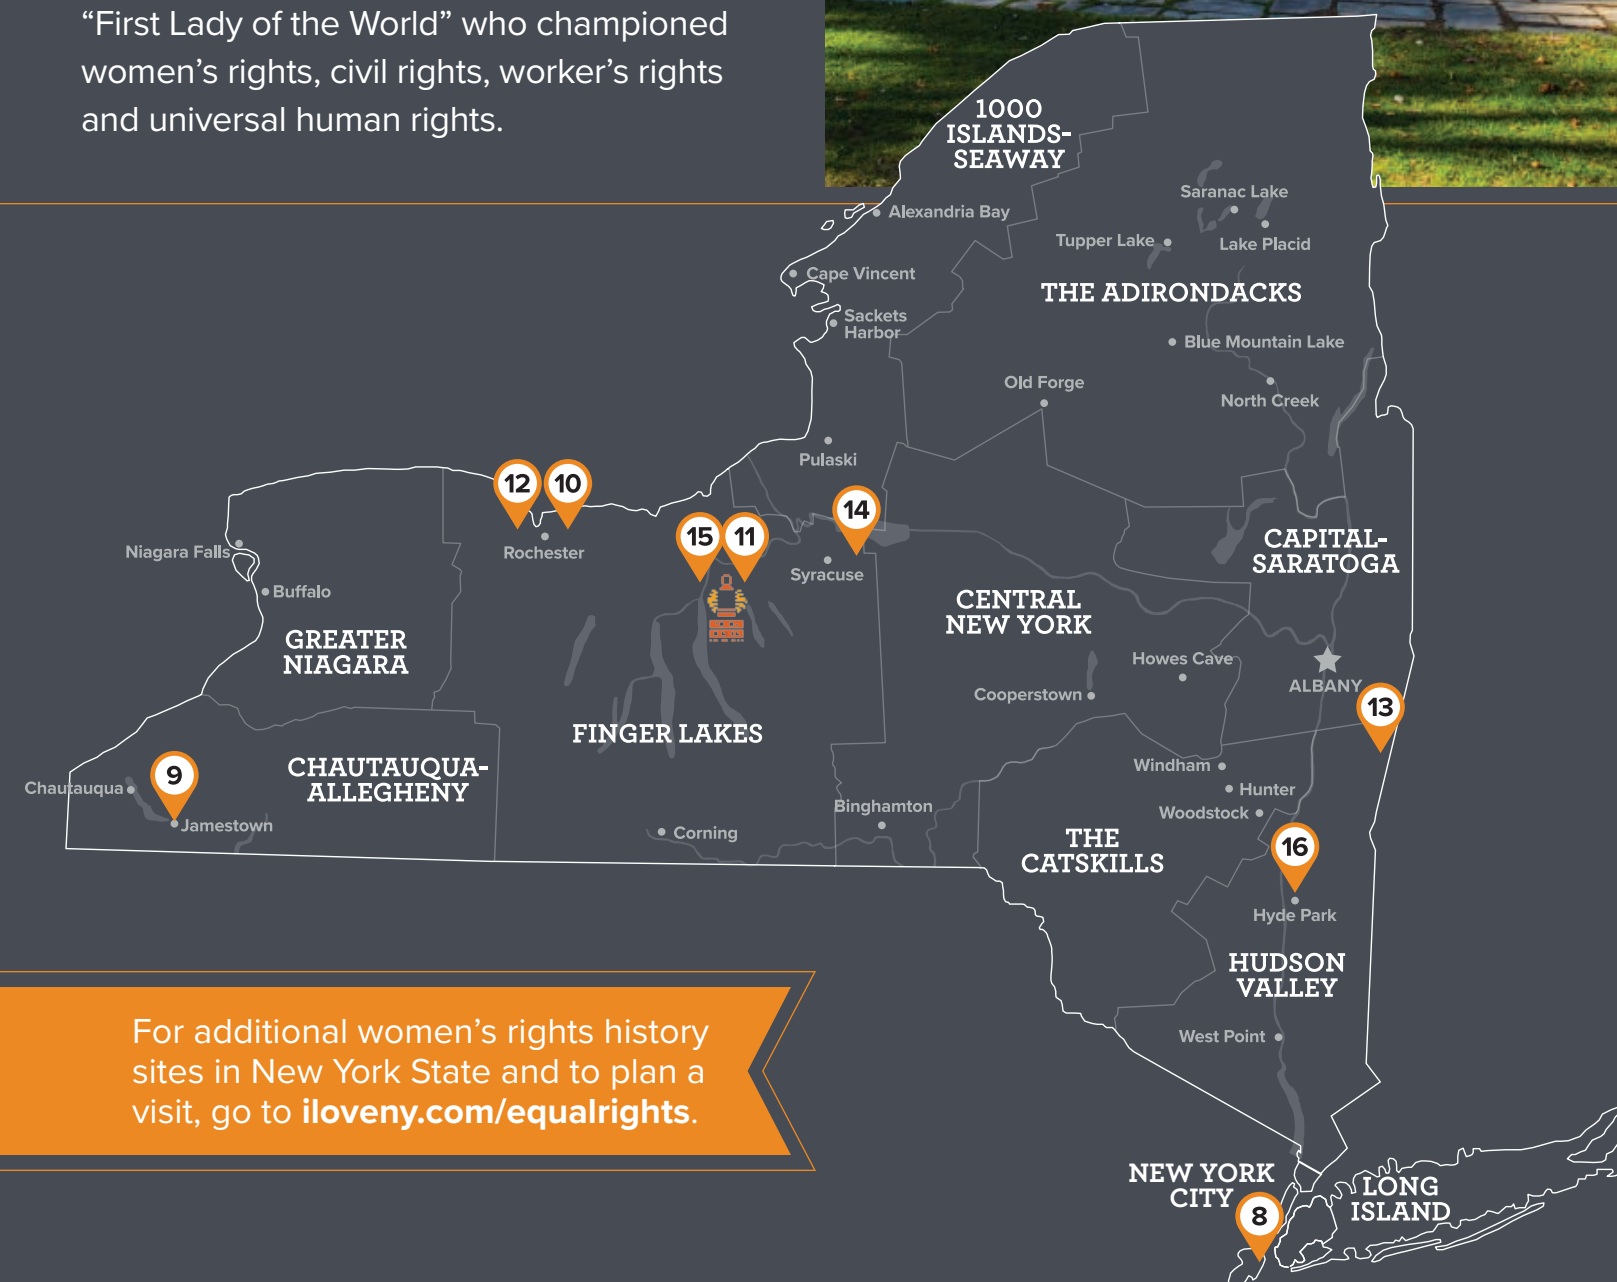 “First Lady of the World” who championed
women’s rights, civil rights, worker’s rights
and universal human rights.
1000
ISLANDS-
SEAWAY
Saranac Lake
Alexandria Bay
Tupper Lake
Lake Placid
Cape Vincent
THE ADIRONDACKS
Sackets
Harbor
Blue Mountain Lake
Old Forge
North Creek
Pulaski
12
10
14
15
11
Niagara Falls
Rochester
CAPITAL-
SARATOGA
Syracuse
Buffalo
CENTRAL
NEW YORK
GREATER
NIAGARA
Howes Cave
Cooperstown
ALBANY
13
FINGER LAKES
CHAUTAUQUA-
ALLEGHENY
9
Chautauqua
Jamestown
Windham
Hunter
Woodstock
Binghamton
Corning
THE
CATSKILLS
16
Hyde Park
HUDSON
VALLEY
West Point
For additional women’s rights history
sites in New York State and to plan a
visit, go to iloveny.com/equalrights.
NEW YORK
CITY
8
LONG
ISLAND